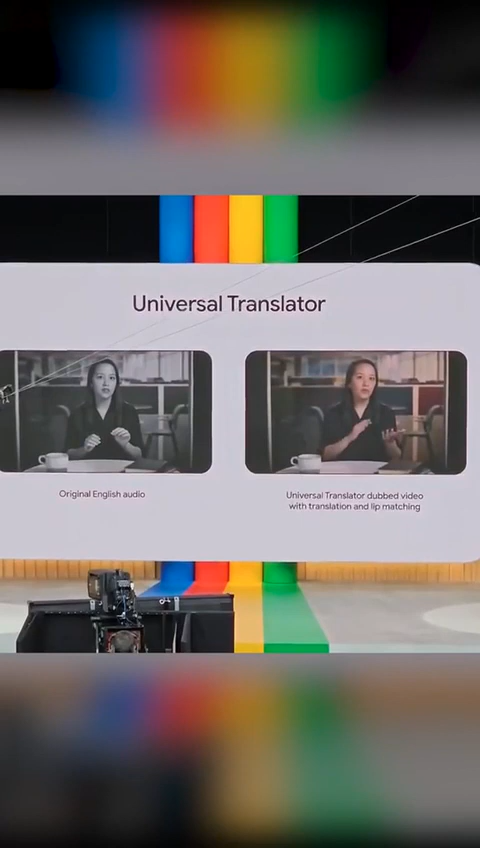 Universal Translator
Original English audio
Universal Translator dubbed video
with translation and lip matching